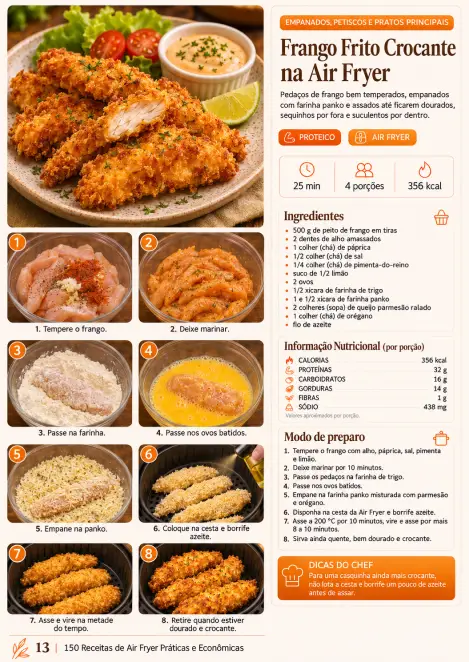 EMPANADOS, PETISCOS E PRATOS PRINCIPAIS
Frango Frito Crocante
na Air Fryer
Pedaços de frango bem temperados, empanados
com farinha panko e assados até ficarem dourados,
sequinhos por fora e suculentos por dentro.
PROTEICO
AIR FRYER
25 min
4 porções
356 kcal
Ingredientes
• 500 g de peito de frango em tiras
• 2 dentes de alho amassados
• 1 colher (chá) de páprica
• 1/2 colher (chá) de sal
• 1/4 colher (chá) de pimenta-do-reino
• suco de 1/2 limão
• 2 ovos
• 1/2 xícara de farinha de trigo
• 1 e 1/2 xícara de farinha panko
• 2 colheres (sopa) de queijo parmesão ralado
• 1 colher (chá) de orégano
• fio de azeite
Informação Nutricional (por porção)
CALORIAS 356 kcal
PROTEÍNAS 32 g
CARBOIDRATOS 16 g
GORDURAS 14 g
FIBRAS 1 g
SÓDIO 438 mg
Valores aproximados por porção.
Modo de preparo
1. Tempere o frango com alho, páprica, sal, pimenta
e limão.
2. Deixe marinar por 10 minutos.
3. Passe os pedaços na farinha de trigo.
4. Passe nos ovos batidos.
5. Empane na farinha panko misturada com parmesão
e orégano.
6. Disponha na cesta da Air Fryer e borrife azeite.
7. Asse a 200 °C por 10 minutos, vire e asse por mais
8 a 10 minutos.
8. Sirva ainda quente, bem dourado e crocante.
DICAS DO CHEF
Para uma casquinha ainda mais crocante,
não lota a cesta e borrife um pouco de azeite
antes de assar.
1
1. Tempere o frango.
2
2. Deixe marinar.
3
3. Passe na farinha.
4
4. Passe nos ovos batidos.
5
5. Empane na panko.
6
6. Coloque na cesta e borrife
azeite.
7
7. Asse e vire na metade
do tempo.
8
8. Retire quando estiver
dourado e crocante.
13 | 150 Receitas de Air Fryer Práticas e Econômicas